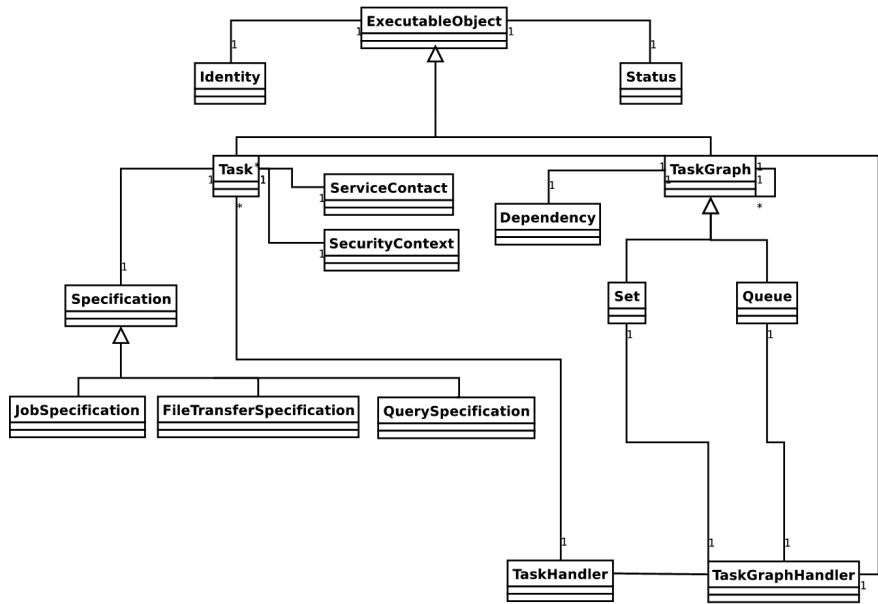 ExecutableObject
1 1
1 1
Identity Status
Task * 1 TaskGraph 1
1 1 1 1
ServiceContact
1
1
*
*
Dependency
SecurityContext
1
1
Specification
Set Queue
1 1
JobSpecification FileTransferSpecification QuerySpecification
1 1 1
TaskHandler TaskGraphHandler
1